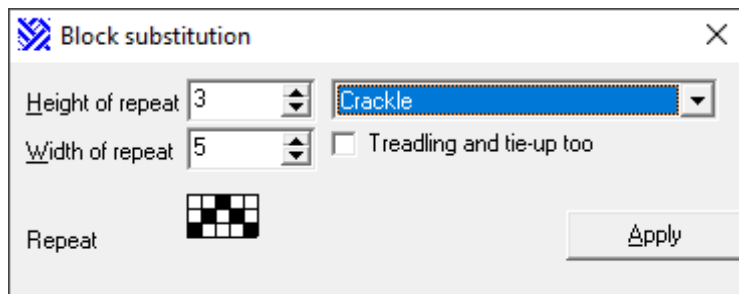 Block substitution
Height of repeat 3 Crackle
Width of repeat 5 Treadling and tie-up too
Repeat Apply